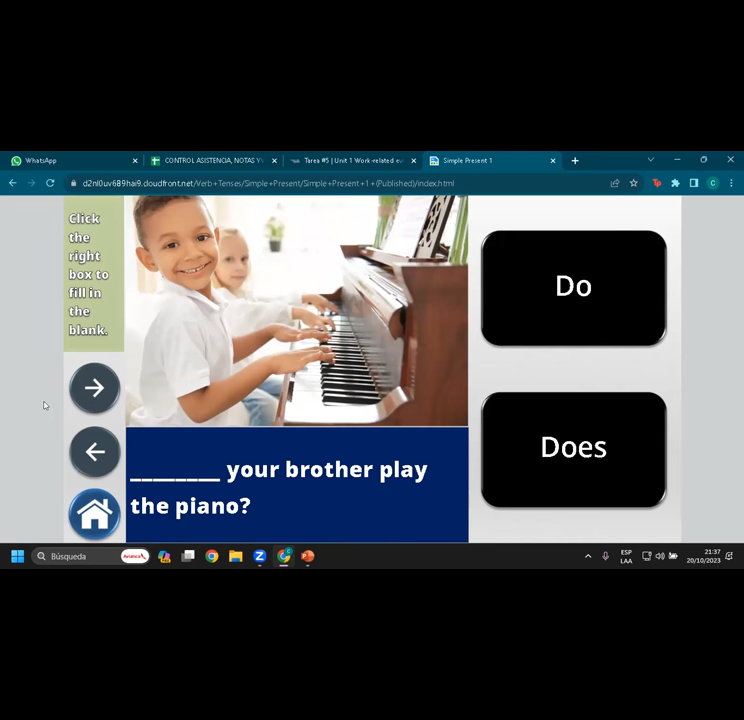 WhatsApp
CONTROL ASISTENCIA, NOTAS Y
Tarea #5 | Unit 1 Work-related ev
Simple Present 1
d2nl0uv689hai9.cloudfront.net/Verb+Tenses/Simple+Present/Simple+Present+1+(Published)/index.html
Click
the
right
box to
fill in
the
blank.
Do
Does
________ your brother play
the piano?
Búsqueda
ESP
LAA
21:37
20/10/2023